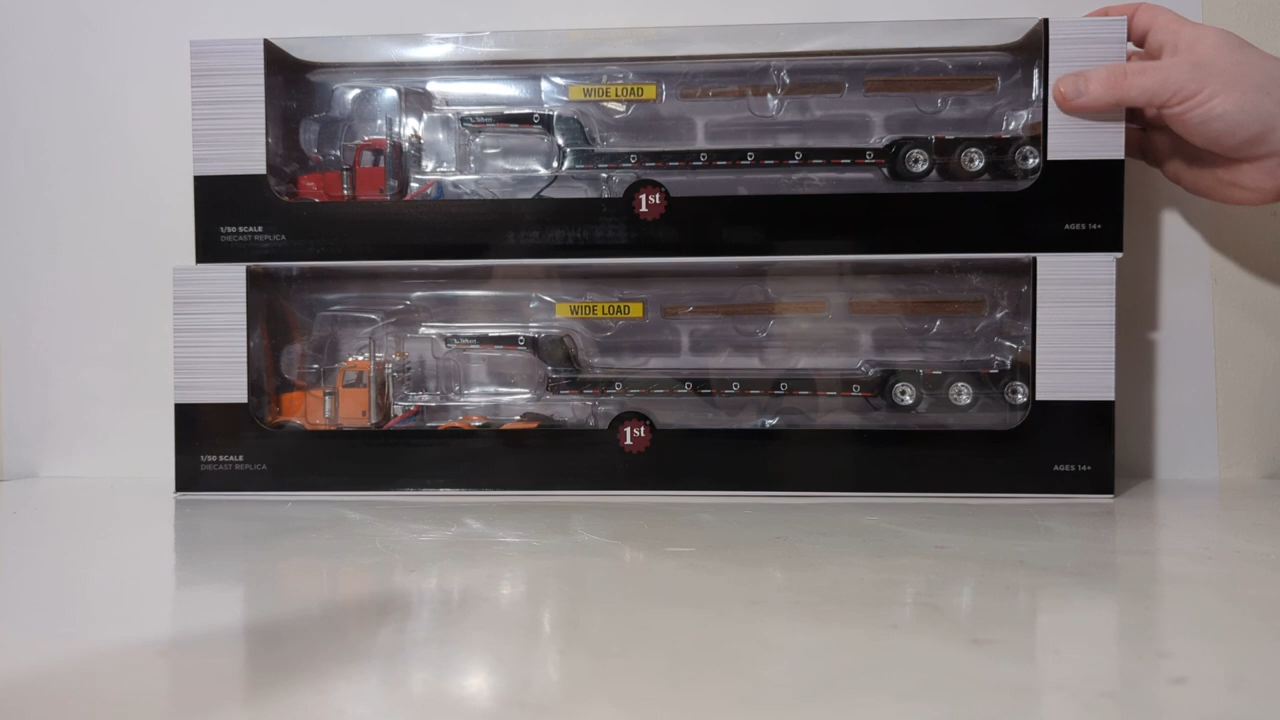 WIDE LOAD
1st
1/50 SCALE
DIECAST REPLICA
AGES 14+
WIDE LOAD
1st
1/50 SCALE
DIECAST REPLICA
AGES 14+